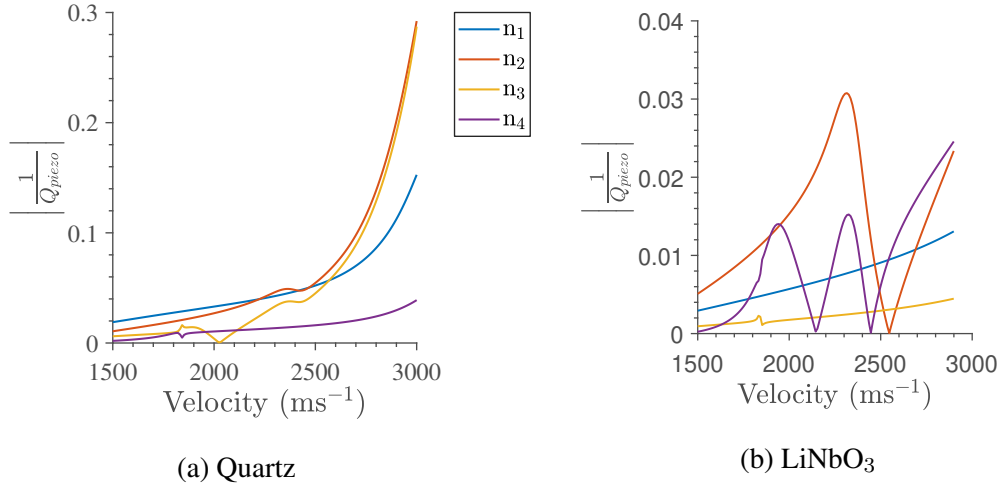 0.3
0.2
0.1
0
1500
2000
2500
3000
Velocity (ms⁻¹)
|1/Q_piezo|
n₁
n₂
n₃
n₄
(a) Quartz
0.04
0.03
0.02
0.01
0
1500
2000
2500
3000
Velocity (ms⁻¹)
|1/Q_piezo|
(b) LiNbO₃